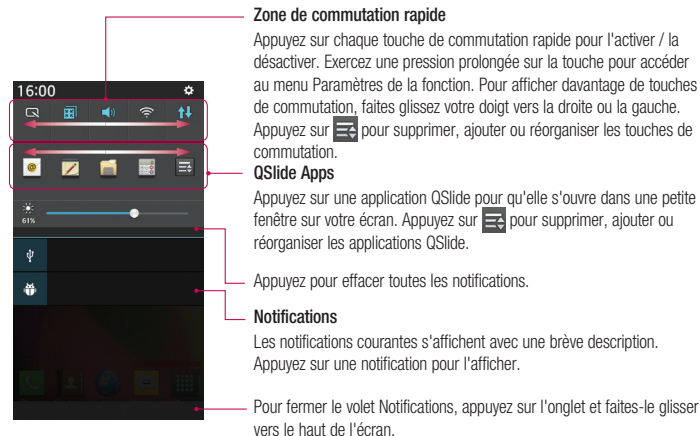 Zone de commutation rapide
Appuyez sur chaque touche de commutation rapide pour l'activer / la
désactiver. Exercez une pression prolongée sur la touche pour accéder
au menu Paramètres de la fonction. Pour afficher davantage de touches
de commutation, faites glissez votre doigt vers la droite ou la gauche.
Appuyez sur pour supprimer, ajouter ou réorganiser les touches de
commutation.
QSlide Apps
Appuyez sur une application QSlide pour qu'elle s'ouvre dans une petite
fenêtre sur votre écran. Appuyez sur pour supprimer, ajouter ou
réorganiser les applications QSlide.
Appuyez pour effacer toutes les notifications.
Notifications
Les notifications courantes s'affichent avec une brève description.
Appuyez sur une notification pour l'afficher.
Pour fermer le volet Notifications, appuyez sur l'onglet et faites-le glisser
vers le haut de l'écran.
16:00
61%